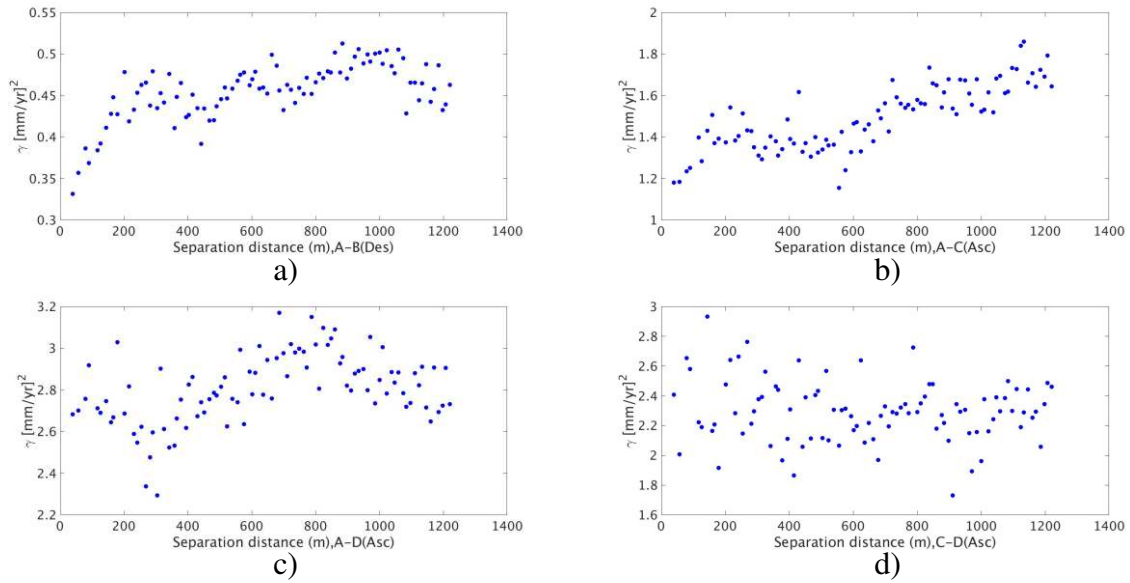 0.55
0.5
0.45
0.4
0.35
0.3
γ [mm/yr]²
0 200 400 600 800 1000 1200 1400
Separation distance (m),A−B(Des)
a)
2
1.8
1.6
1.4
1.2
1
γ [mm/yr]²
0 200 400 600 800 1000 1200 1400
Separation distance (m),A−C(Asc)
b)
3.2
3
2.8
2.6
2.4
2.2
γ [mm/yr]²
0 200 400 600 800 1000 1200 1400
Separation distance (m),A−D(Asc)
c)
3
2.8
2.6
2.4
2.2
2
1.8
1.6
γ [mm/yr]²
0 200 400 600 800 1000 1200 1400
Separation distance (m),C−D(Asc)
d)